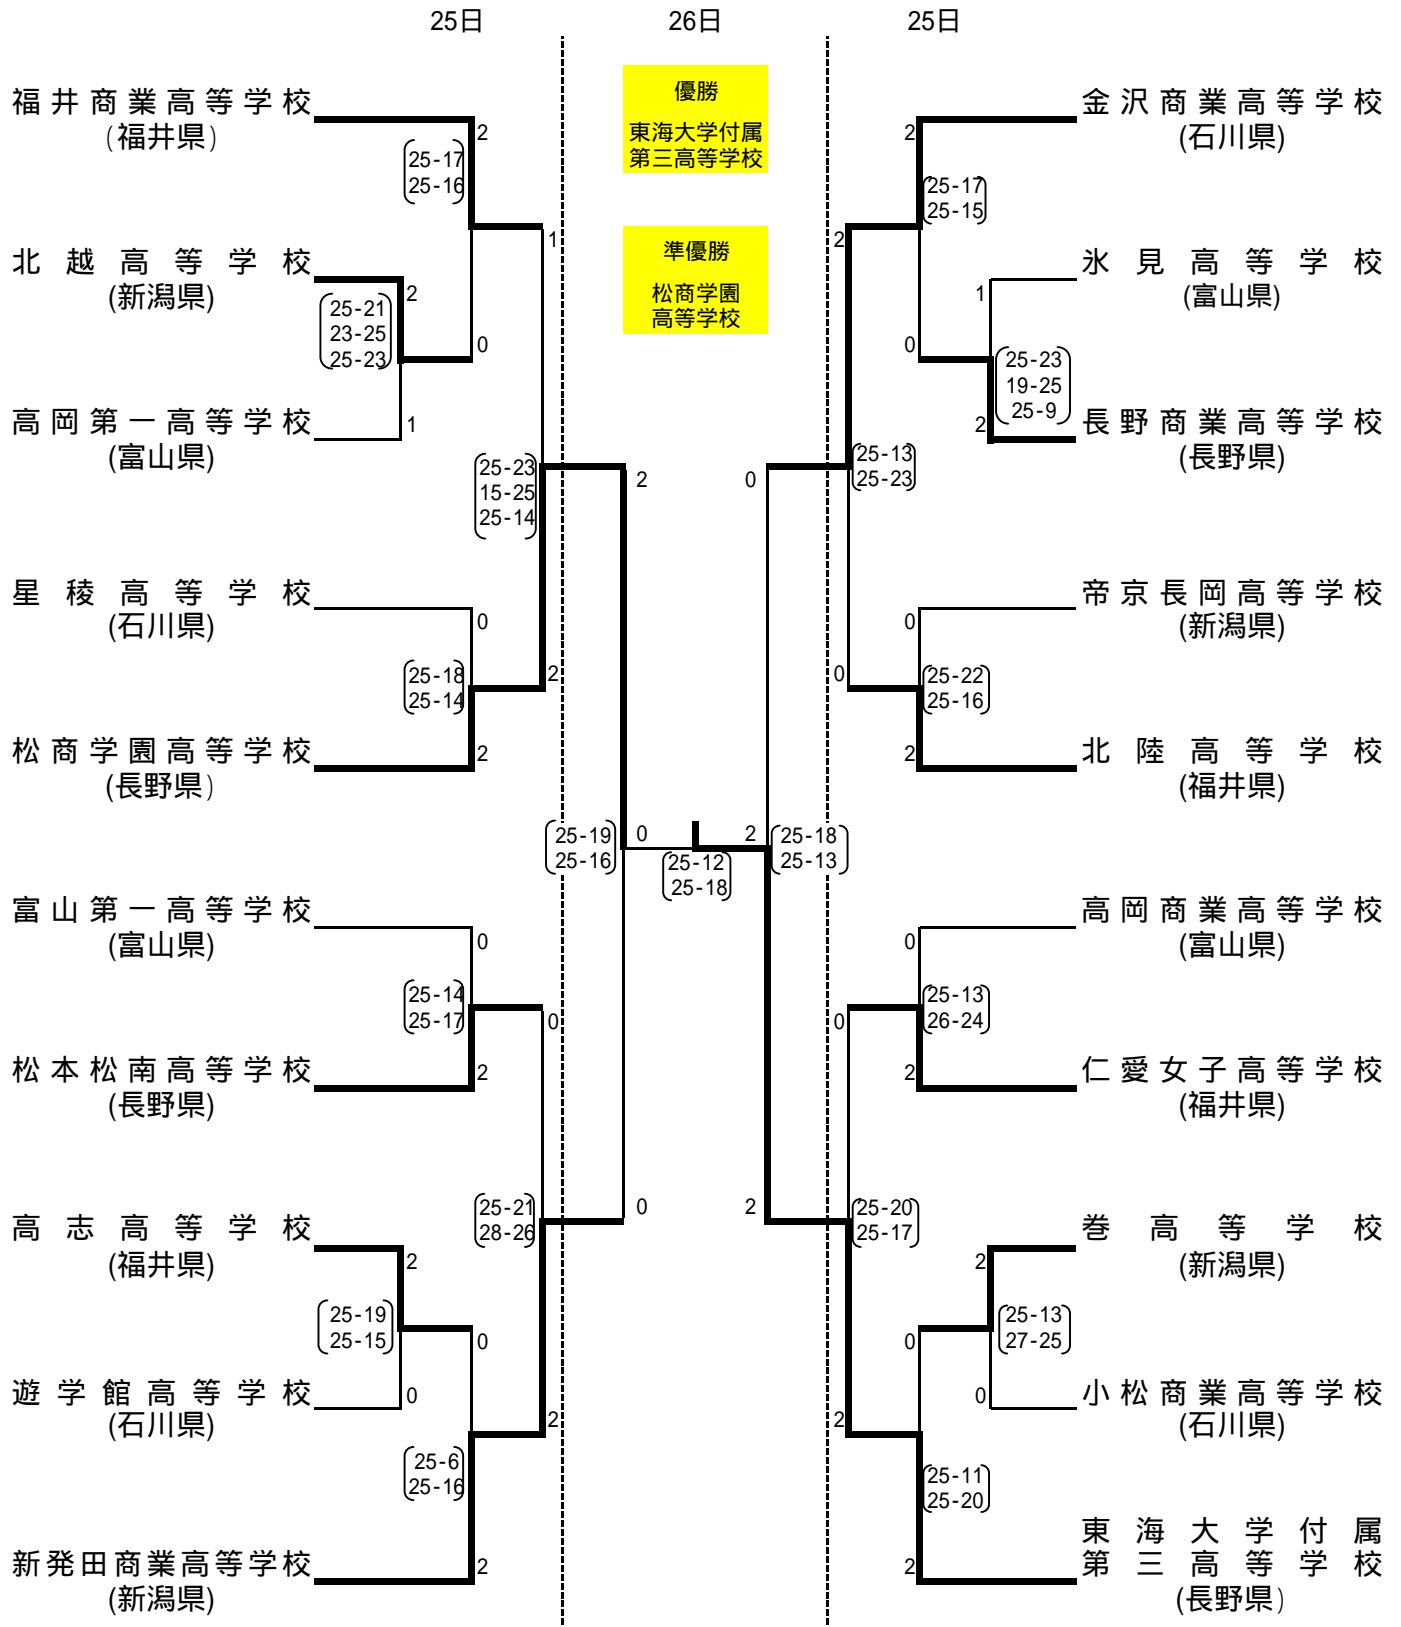 25日
26日
25日
福井商業高等学校
(福井県)
2
25-17
25-16
北越高等学校
(新潟県)
2
25-21
23-25
25-23
0
1
高岡第一高等学校
(富山県)
1
25-23
15-25
25-14
星稜高等学校
(石川県)
0
25-18
25-14
2
松商学園高等学校
(長野県)
2
富山第一高等学校
(富山県)
0
25-14
25-17
0
松本松南高等学校
(長野県)
2
25-21
28-26
高志高等学校
(福井県)
2
25-19
25-15
0
遊学館高等学校
(石川県)
0
2
25-6
25-16
新発田商業高等学校
(新潟県)
2
優勝
東海大学付属
第三高等学校
準優勝
松商学園
高等学校
2
0
25-19
25-16
0
2
25-12
25-18
25-18
25-13
0
2
金沢商業高等学校
(石川県)
2
25-17
25-15
2
氷見高等学校
(富山県)
1
0
25-23
19-25
25-9
長野商業高等学校
(長野県)
2
25-13
25-23
帝京長岡高等学校
(新潟県)
0
0
25-22
25-16
北陸高等学校
(福井県)
2
高岡商業高等学校
(富山県)
0
25-13
26-24
0
仁愛女子高等学校
(福井県)
2
25-20
25-17
巻高等学校
(新潟県)
2
25-13
27-25
0
小松商業高等学校
(石川県)
0
2
25-11
25-20
東海大学付属
第三高等学校
(長野県)
2